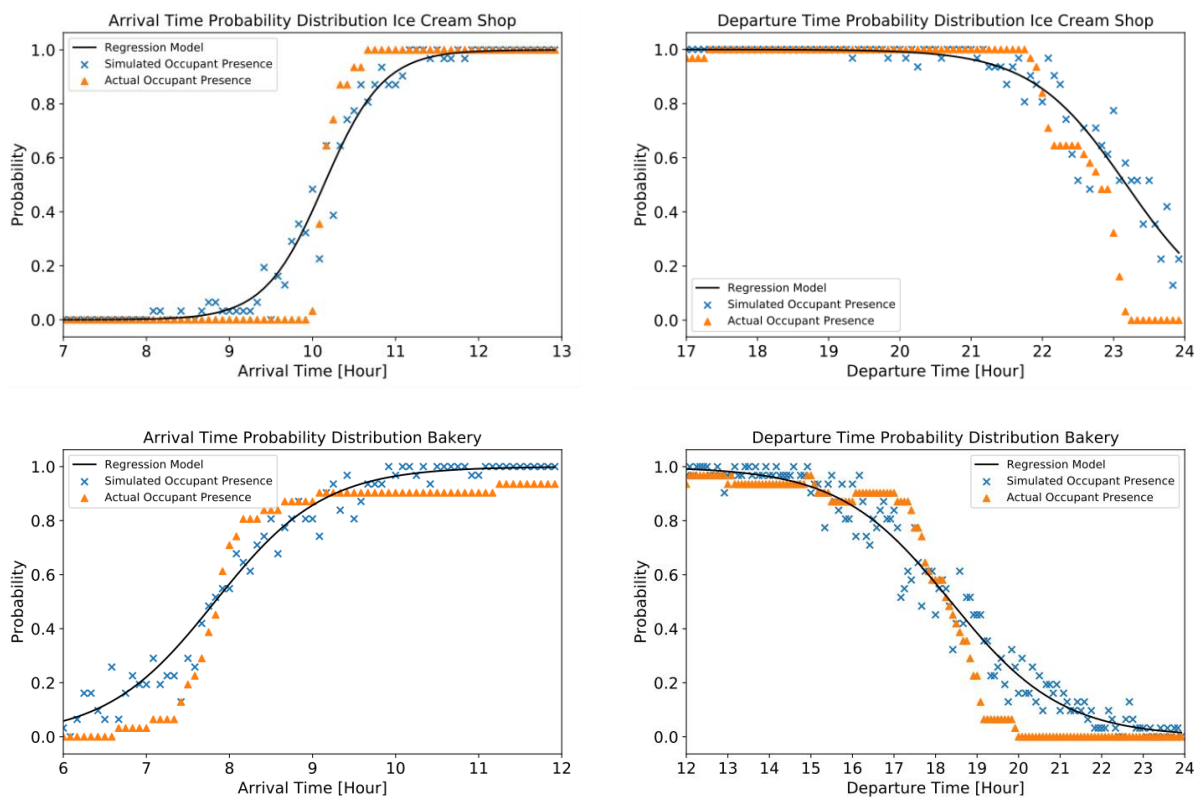 Arrival Time Probability Distribution Ice Cream Shop
1.0
0.8
0.6
0.4
0.2
0.0
Probability
Regression Model
Simulated Occupant Presence
Actual Occupant Presence
7 8 9 10 11 12 13
Arrival Time [Hour]
Departure Time Probability Distribution Ice Cream Shop
1.0
0.8
0.6
0.4
0.2
0.0
Probability
Regression Model
Simulated Occupant Presence
Actual Occupant Presence
17 18 19 20 21 22 23 24
Departure Time [Hour]
Arrival Time Probability Distribution Bakery
1.0
0.8
0.6
0.4
0.2
0.0
Probability
Regression Model
Simulated Occupant Presence
Actual Occupant Presence
6 7 8 9 10 11 12
Arrival Time [Hour]
Departure Time Probability Distribution Bakery
1.0
0.8
0.6
0.4
0.2
0.0
Probability
Regression Model
Simulated Occupant Presence
Actual Occupant Presence
12 13 14 15 16 17 18 19 20 21 22 23 24
Departure Time [Hour]